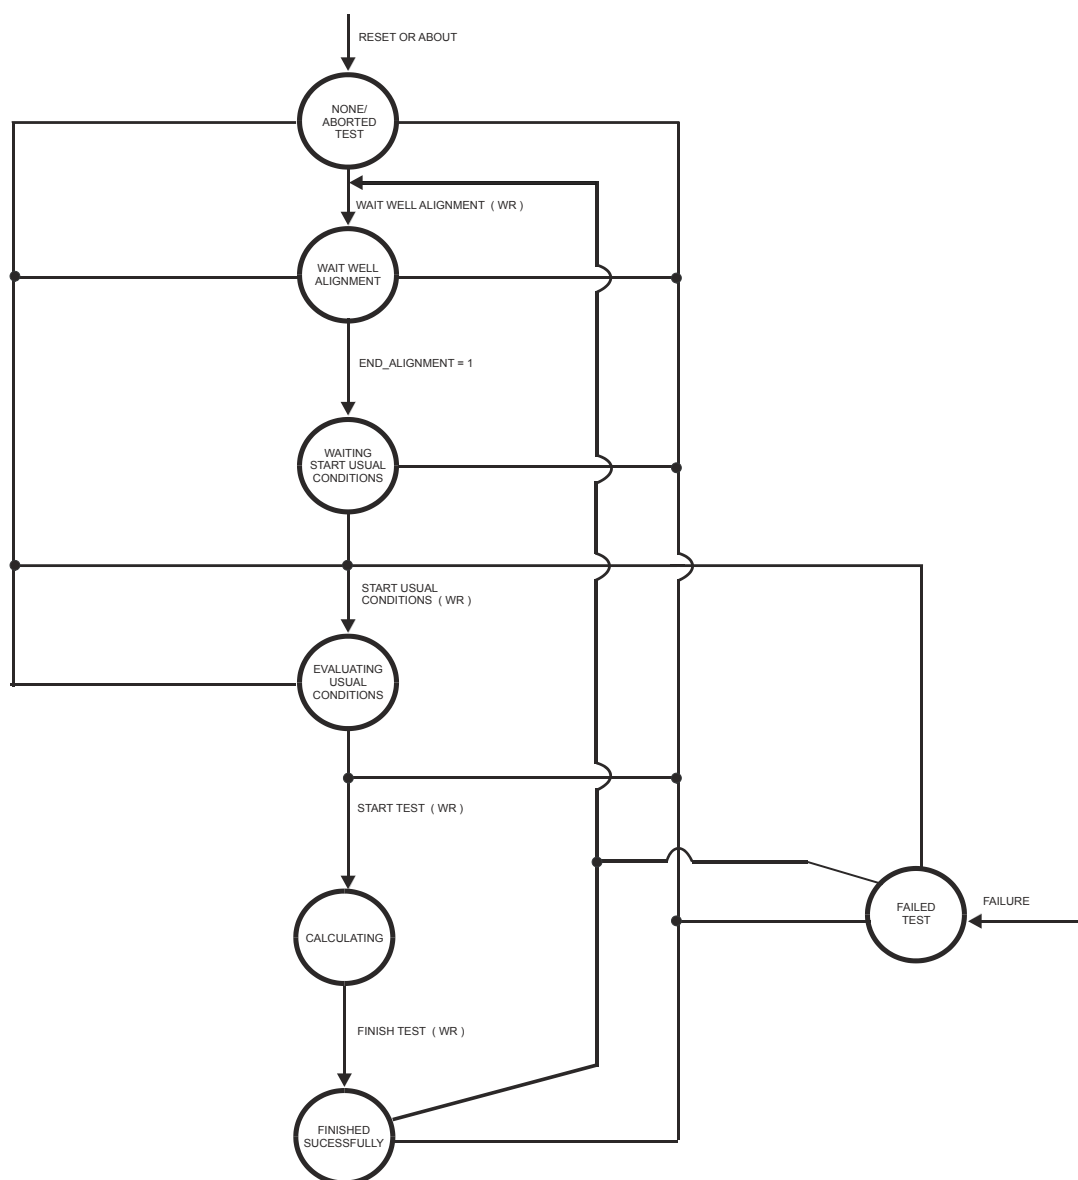 RESET OR ABOUT
NONE/
ABORTED
TEST
WAIT WELL ALIGNMENT ( WR )
WAIT WELL
ALIGNMENT
END_ALIGNMENT = 1
WAITING
START USUAL
CONDITIONS
START USUAL
CONDITIONS ( WR )
EVALUATING
USUAL
CONDITIONS
START TEST ( WR )
FAILED
TEST
FAILURE
CALCULATING
FINISH TEST ( WR )
FINISHED
SUCESSFULLY